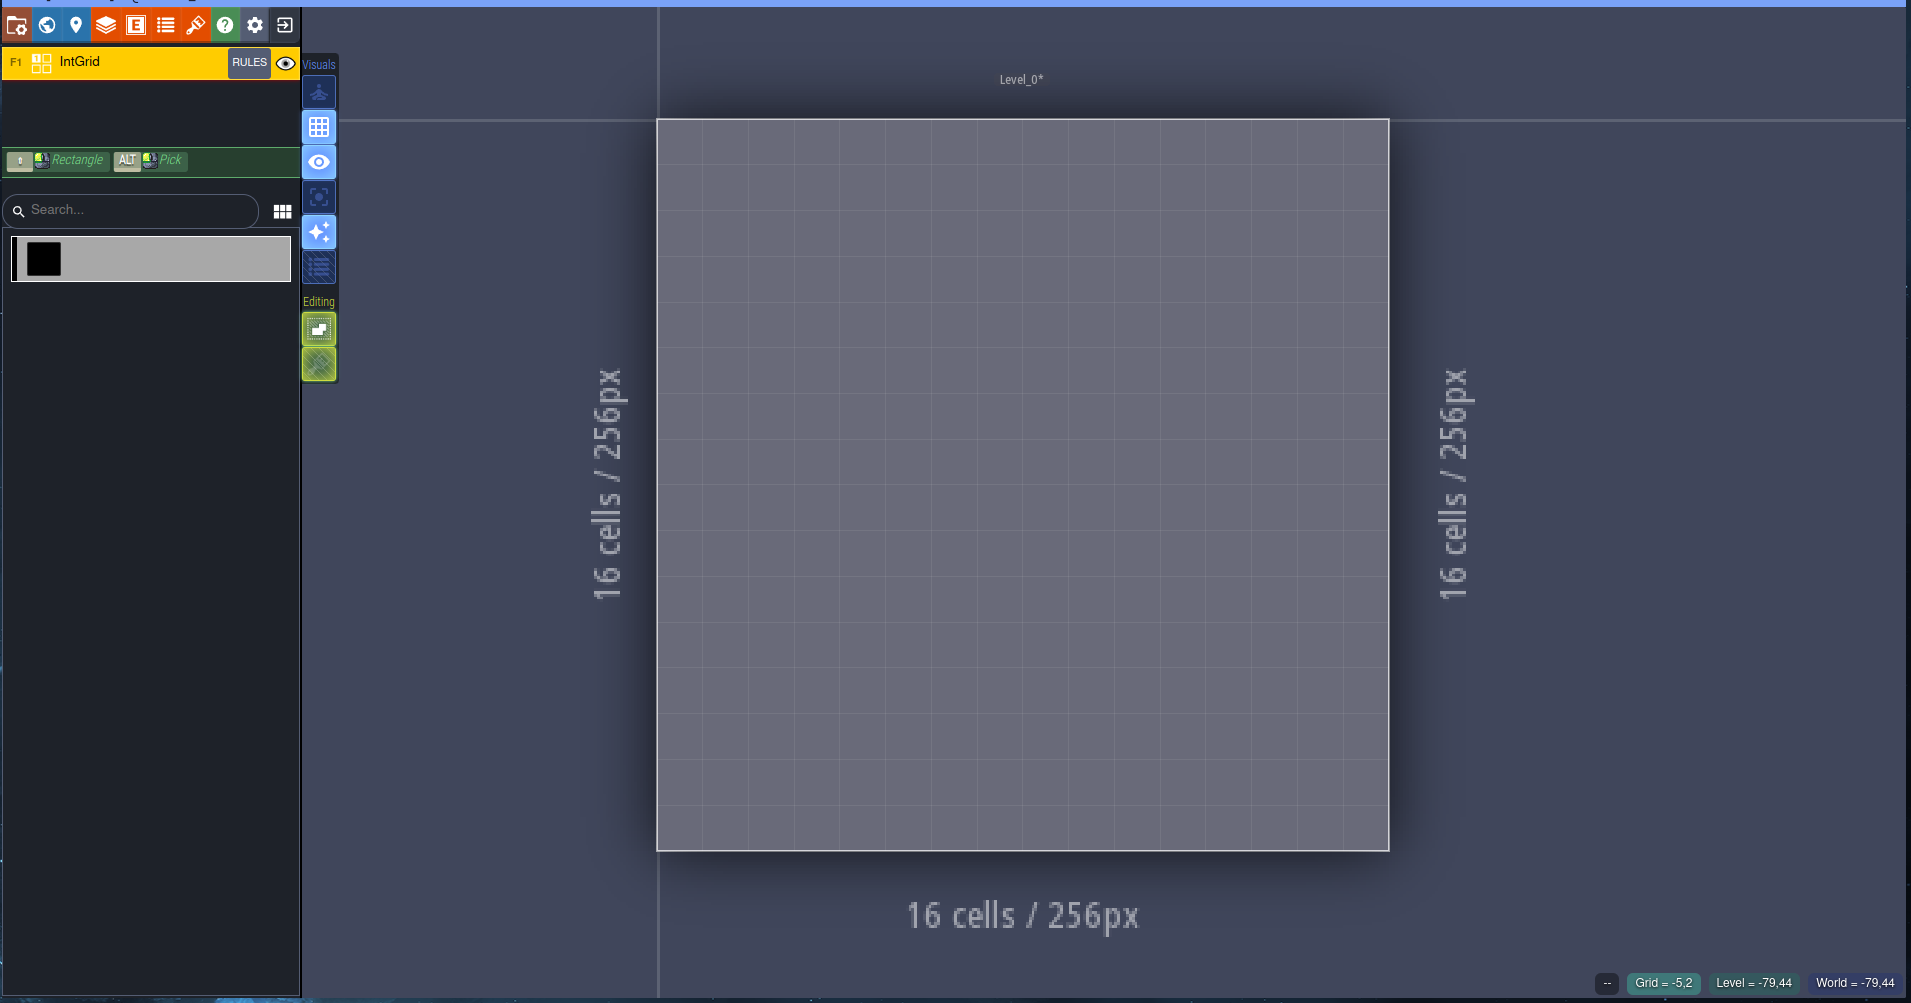 F1 IntGrid RULES
Visuals
Level_0*
Rectangle ALT Pick
Search...
Editing
16 cells / 256px
16 cells / 256px
16 cells / 256px
-- Grid = -5,2 Level = -79,44 World = -79,44